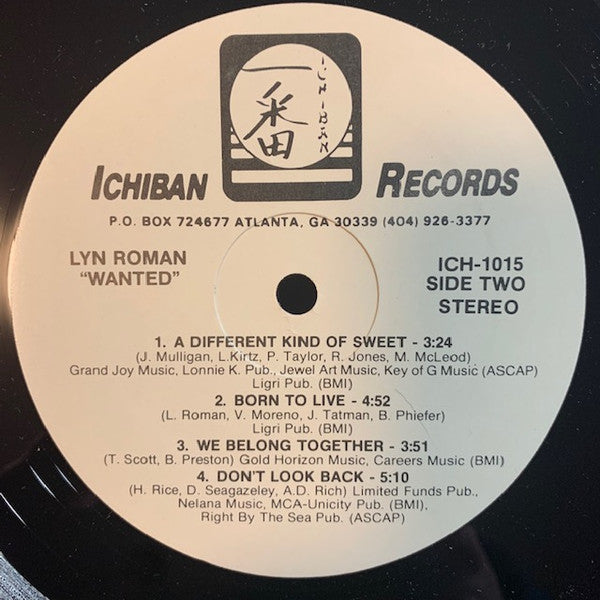 一番
ICHIBAN
ICHIBAN RECORDS
P.O. BOX 724677 ATLANTA, GA 30339 (404) 926-3377
LYN ROMAN
"WANTED"
ICH-1015
SIDE TWO
STEREO
1. A DIFFERENT KIND OF SWEET - 3:24
(J. Mulligan, L.Kirtz, P. Taylor, R. Jones, M. McLeod)
Grand Joy Music, Lonnie K. Pub., Jewel Art Music, Key of G Music (ASCAP)
Ligri Pub. (BMI)
2. BORN TO LIVE - 4:52
(L. Roman, V. Moreno, J. Tatman, B. Phiefer)
Ligri Pub. (BMI)
3. WE BELONG TOGETHER - 3:51
(T. Scott, B. Preston) Gold Horizon Music, Careers Music (BMI)
4. DON'T LOOK BACK - 5:10
(H. Rice, D. Seagazeley, A.D. Rich) Limited Funds Pub.,
Nelana Music, MCA-Unicity Pub. (BMI),
Right By The Sea Pub. (ASCAP)